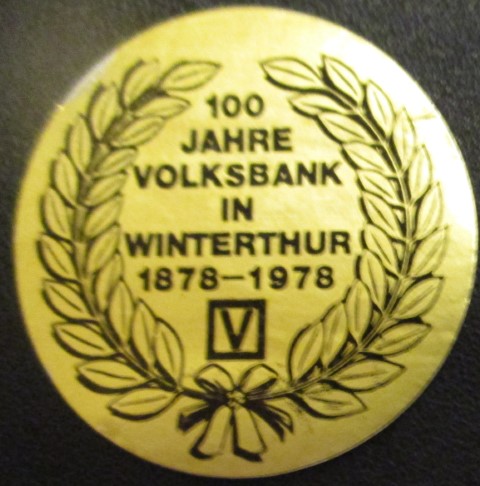 100
JAHRE
VOLKSBANK
IN
WINTERTHUR
1878–1978
V